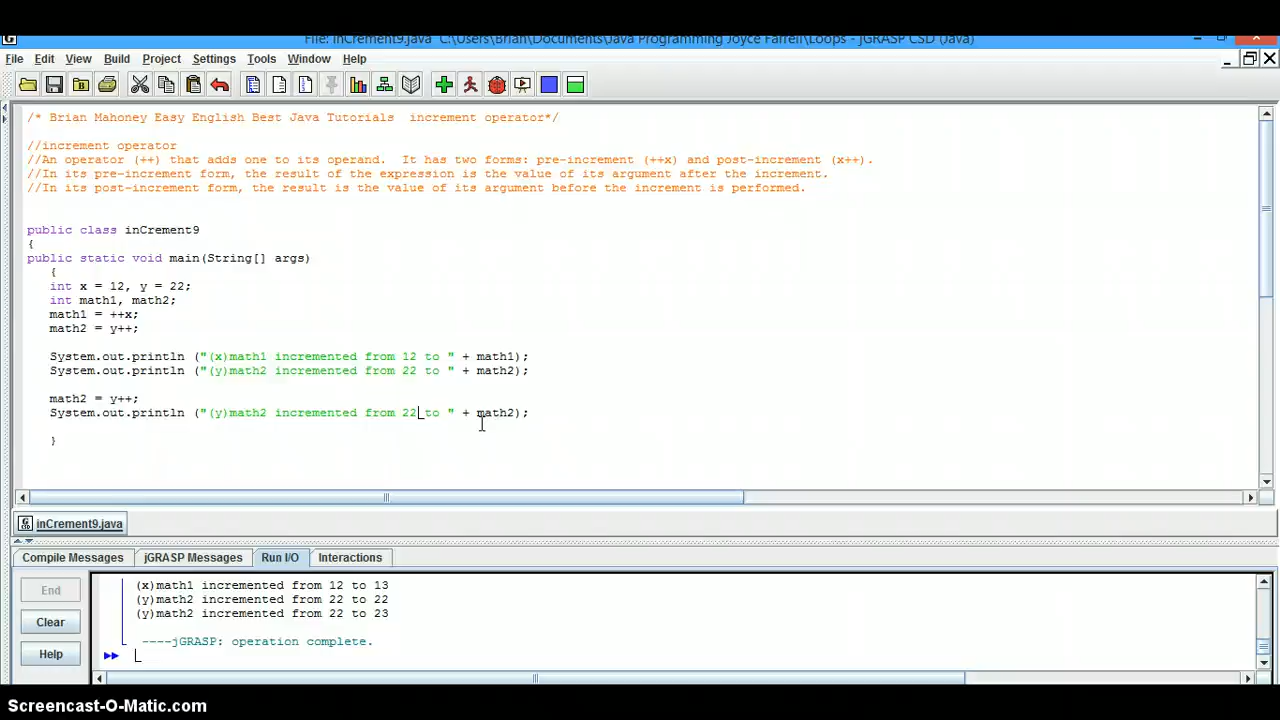 File: inCrement9.java C:\Users\Brian\Documents\Java Programming Joyce Farrell\Loops - jGRASP CSD (Java)
File Edit View Build Project Settings Tools Window Help
/* Brian Mahoney Easy English Best Java Tutorials  increment operator*/
//increment operator
//An operator (++) that adds one to its operand.  It has two forms: pre-increment (++x) and post-increment (x++).
//In its pre-increment form, the result of the expression is the value of its argument after the increment.
//In its post-increment form, the result is the value of its argument before the increment is performed.
public class inCrement9
{
public static void main(String[] args)
{
int x = 12, y = 22;
int math1, math2;
math1 = ++x;
math2 = y++;
System.out.println ("(x)math1 incremented from 12 to " + math1);
System.out.println ("(y)math2 incremented from 22 to " + math2);
math2 = y++;
System.out.println ("(y)math2 incremented from 22 to " + math2);
}
inCrement9.java
Compile Messages jGRASP Messages Run I/O Interactions
End
Clear
Help
(x)math1 incremented from 12 to 13
(y)math2 incremented from 22 to 22
(y)math2 incremented from 22 to 23
----jGRASP: operation complete.
Screencast-O-Matic.com